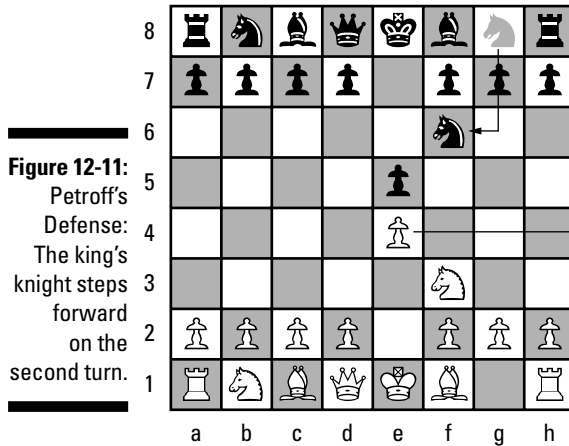 Figure 12-11:
Petroff's
Defense:
The king's
knight steps
forward
on the
second turn.
8
7
6
5
4
3
2
1
a b c d e f g h